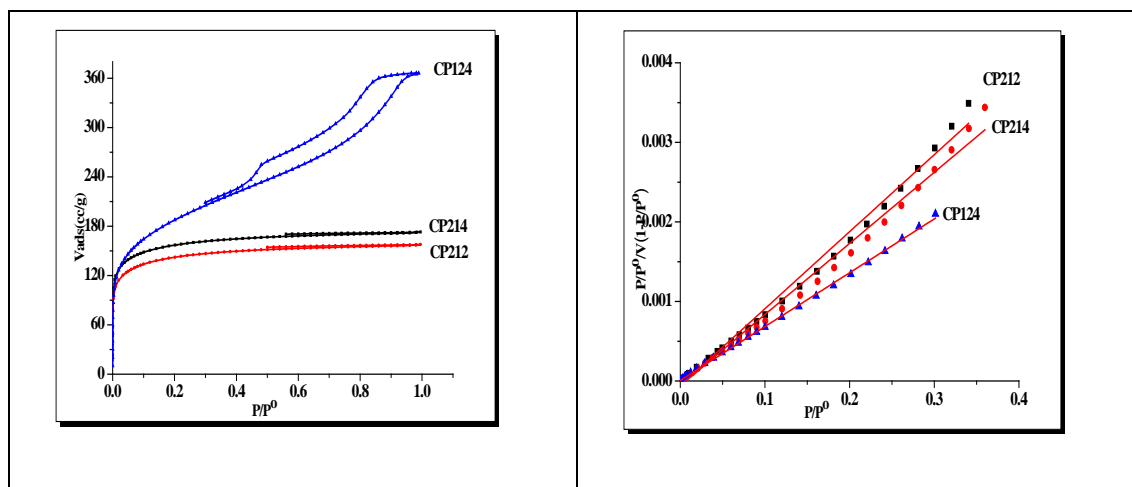 Vads(cc/g)
360
300
240
180
120
60
0
CP124
CP214
CP212
0.0 0.2 0.4 0.6 0.8 1.0
P/P⁰
P/P⁰/V(1-P/P⁰)
0.004
0.003
0.002
0.001
0.000
CP212
CP214
CP124
0.0 0.1 0.2 0.3 0.4
P/P⁰